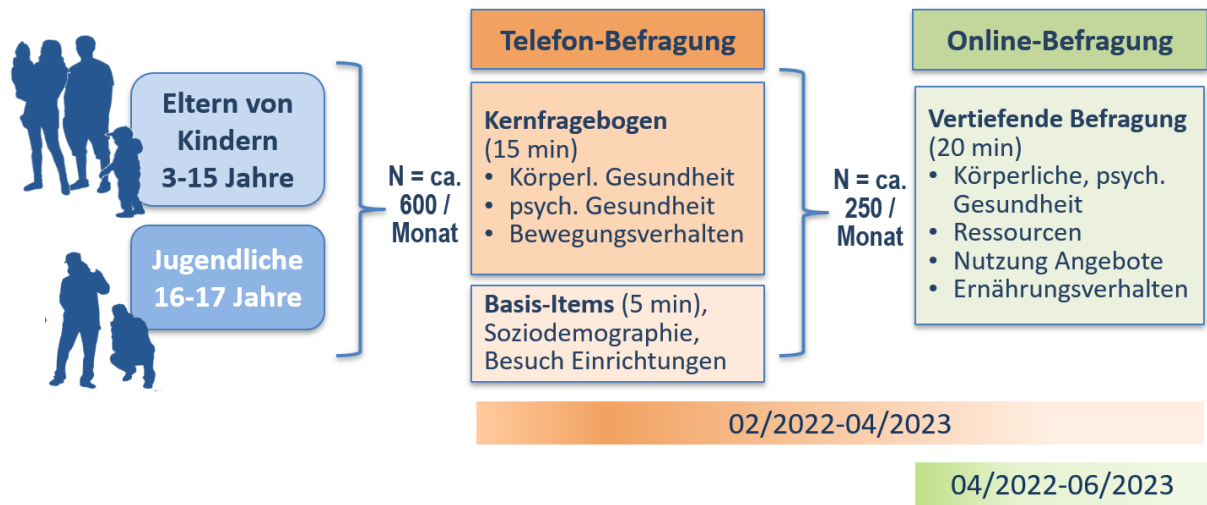 Eltern von
Kindern
3-15 Jahre
Jugendliche
16-17 Jahre
N = ca.
600 /
Monat
Telefon-Befragung
Kernfragebogen
(15 min)
• Körperl. Gesundheit
• psych. Gesundheit
• Bewegungsverhalten
Basis-Items (5 min),
Soziodemographie,
Besuch Einrichtungen
N = ca.
250 /
Monat
Online-Befragung
Vertiefende Befragung
(20 min)
• Körperliche, psych.
Gesundheit
• Ressourcen
• Nutzung Angebote
• Ernährungsverhalten
02/2022-04/2023
04/2022-06/2023